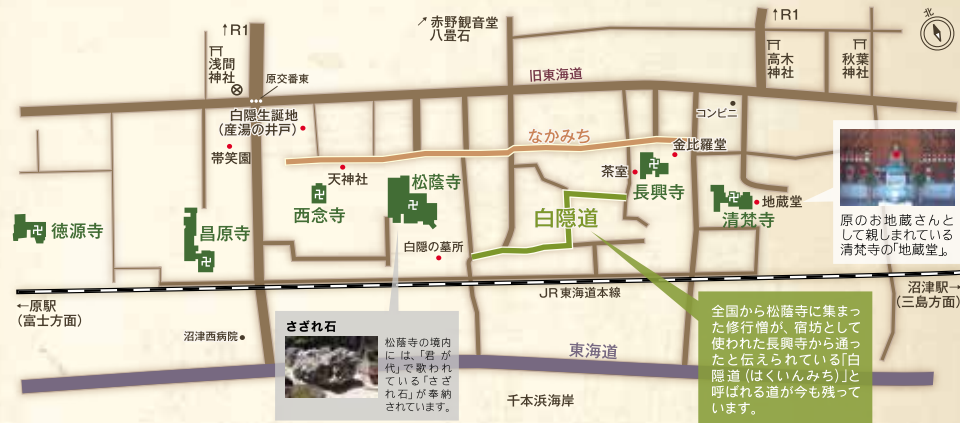 ↑R1
浅間
神社
原交番東
↗赤野観音堂
八畳石
旧東海道
↑R1
高木
神社
秋葉
神社
北
白隠生誕地
(産湯の井戸)
帯笑園
なかみち
コンビニ
金比羅堂
天神社
茶室
松蔭寺
西念寺
長興寺
地蔵堂
清梵寺
白隠道
徳源寺
昌原寺
白隠の墓所
原のお地蔵さんと
して親しまれている
清梵寺の「地蔵堂」。
←原駅
(富士方面)
JR東海道本線
沼津駅→
(三島方面)
沼津西病院
さざれ石
松蔭寺の境内
には、「君が
代」で歌われ
ている「さざ
れ石」が奉納
されています。
東海道
千本浜海岸
全国から松蔭寺に集まっ
た修行僧が、宿坊として
使われた長興寺から通っ
たと伝えられている「白
隠道(はくいんみち)」と
呼ばれる道が今も残って
います。